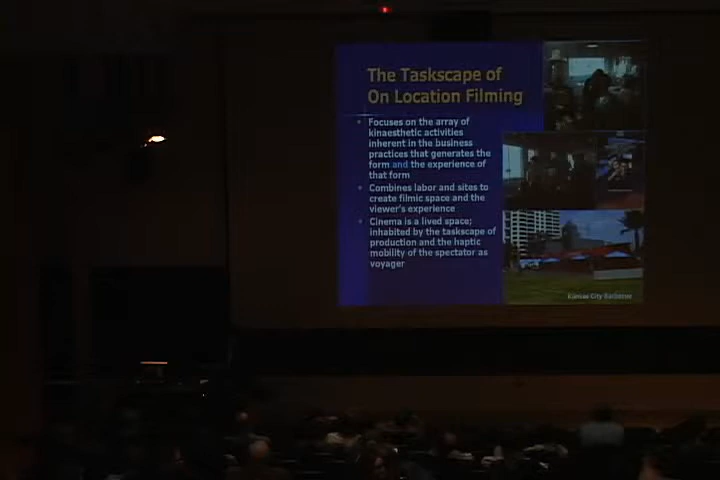 The Taskscape of
On Location Filming
Focuses on the array of
kinaesthetic activities
inherent in the business
practices that generates the
form and the experience of
that form
Combines labor and sites to
create filmic space and the
viewer's experience
Cinema is a lived space;
inhabited by the taskscape of
production and the haptic
mobility of the spectator as
voyager
Kansas City Barbeque